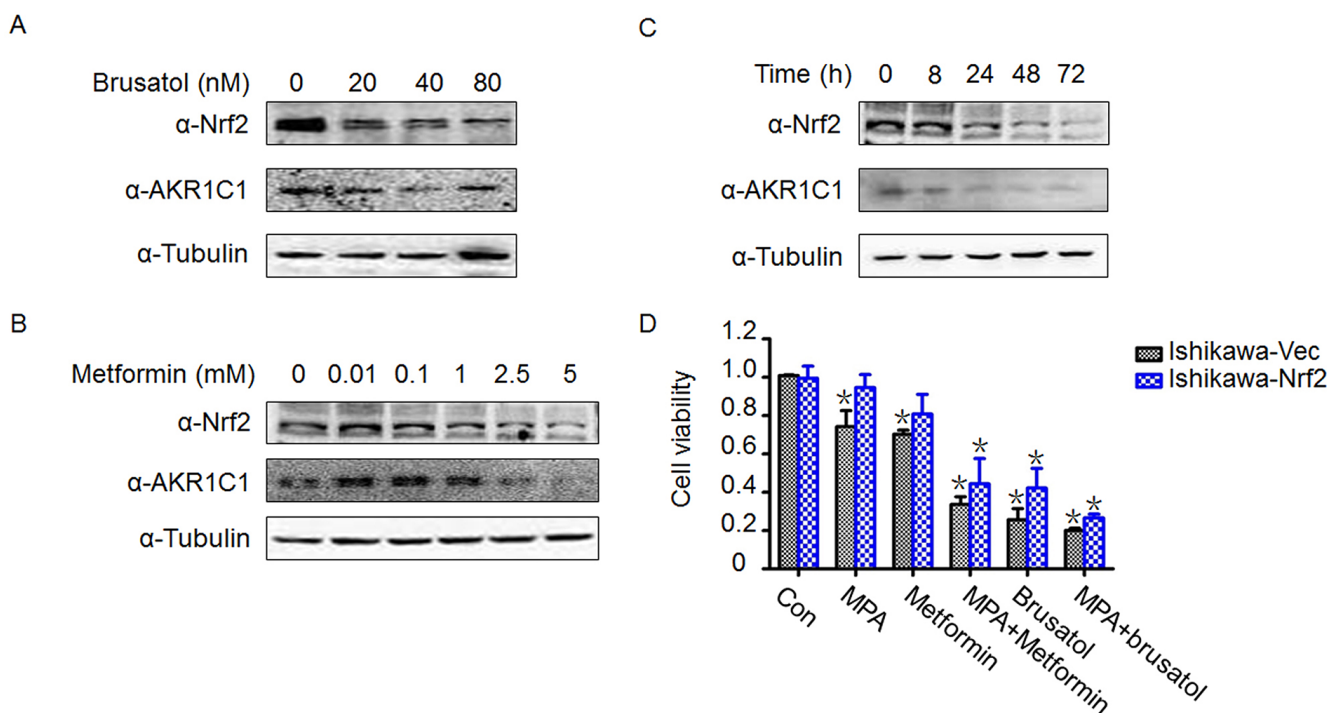 A
Brusatol (nM)
0 20 40 80
α-Nrf2
α-AKR1C1
α-Tubulin
B
Metformin (mM)
0 0.01 0.1 1 2.5 5
α-Nrf2
α-AKR1C1
α-Tubulin
C
Time (h)
0 8 24 48 72
α-Nrf2
α-AKR1C1
α-Tubulin
D
Cell viability
1.2
1.0
0.8
0.6
0.4
0.2
0
* * * * * * * *
Con
MPA
Metformin
MPA+Metformin
Brusatol
MPA+brusatol
Ishikawa-Vec
Ishikawa-Nrf2